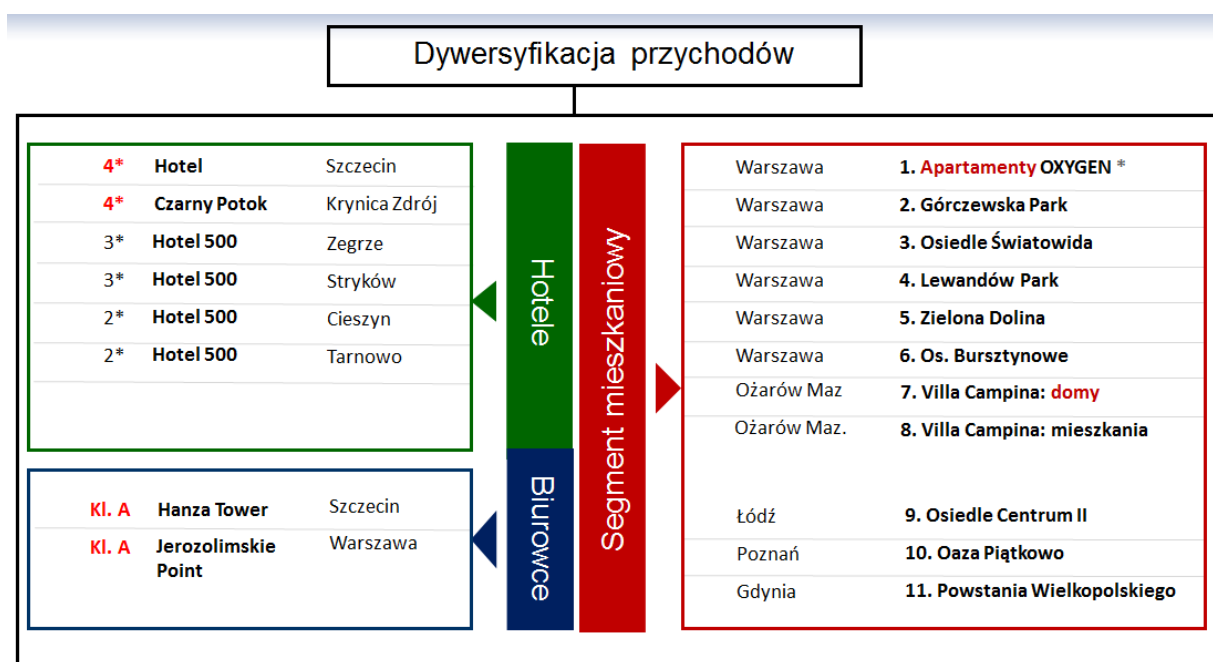 Dywersyfikacja przychodów
4* Hotel Szczecin
4* Czarny Potok Krynica Zdrój
3* Hotel 500 Zegrze
3* Hotel 500 Stryków
2* Hotel 500 Cieszyn
2* Hotel 500 Tarnowo
Kl. A Hanza Tower Szczecin
Kl. A Jerozolimskie Warszawa
Point
Hotele
Biurowce
Segment mieszkaniowy
Warszawa 1. Apartamenty OXYGEN *
Warszawa 2. Górczewska Park
Warszawa 3. Osiedle Światowida
Warszawa 4. Lewandów Park
Warszawa 5. Zielona Dolina
Warszawa 6. Os. Bursztynowe
Ożarów Maz 7. Villa Campina: domy
Ożarów Maz. 8. Villa Campina: mieszkania
Łódź 9. Osiedle Centrum II
Poznań 10. Oaza Piątkowo
Gdynia 11. Powstania Wielkopolskiego